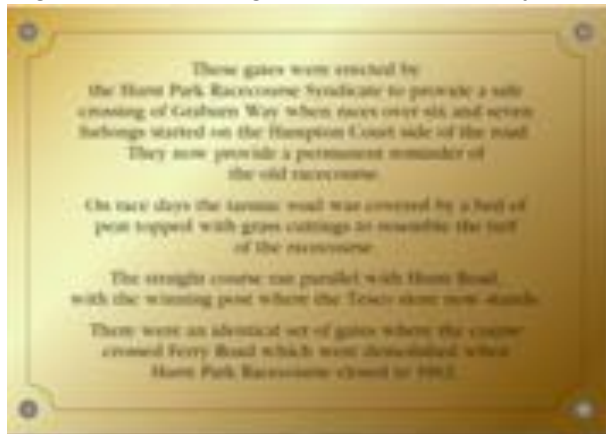 These gates were erected by
the Hurst Park Racecourse Syndicate to provide a safe
crossing of Graburn Way when races over six and seven
furlongs started on the Hampton Court side of the road
They now provide a permanent reminder of
the old racecourse
On race days the tarmac road was covered by a bed of
peat topped with grass cuttings to resemble the turf
of the racecourse
The straight course ran parallel with Hurst Road
with the winning post where the Tesco store now stands
There were an identical set of gates where the course
crossed Ferry Road which were demolished when
Hurst Park Racecourse closed in 1962